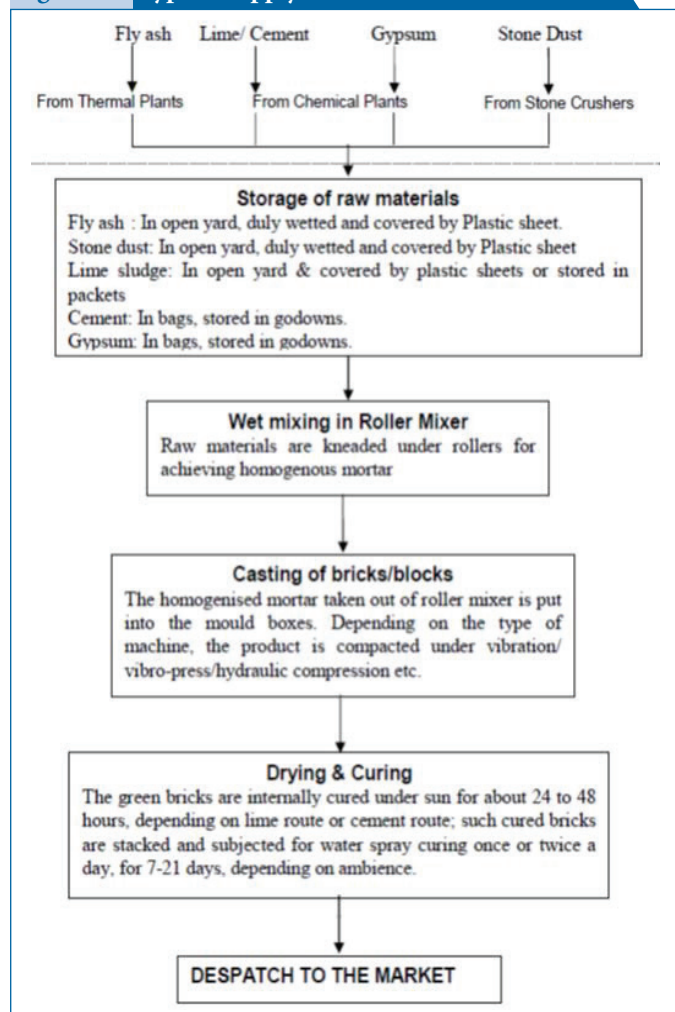 Fly ash Lime/ Cement Gypsum Stone Dust
From Thermal Plants From Chemical Plants From Stone Crushers
Storage of raw materials
Fly ash : In open yard, duly wetted and covered by Plastic sheet.
Stone dust: In open yard, duly wetted and covered by Plastic sheet
Lime sludge: In open yard & covered by plastic sheets or stored in
packets
Cement: In bags, stored in godowns.
Gypsum: In bags, stored in godowns.
Wet mixing in Roller Mixer
Raw materials are kneaded under rollers for
achieving homogenous mortar
Casting of bricks/blocks
The homogenised mortar taken out of roller mixer is put
into the mould boxes. Depending on the type of
machine, the product is compacted under vibration/
vibro-press/hydraulic compression etc.
Drying & Curing
The green bricks are internally cured under sun for about 24 to 48
hours, depending on lime route or cement route; such cured bricks
are stacked and subjected for water spray curing once or twice a
day, for 7-21 days, depending on ambience.
DESPATCH TO THE MARKET